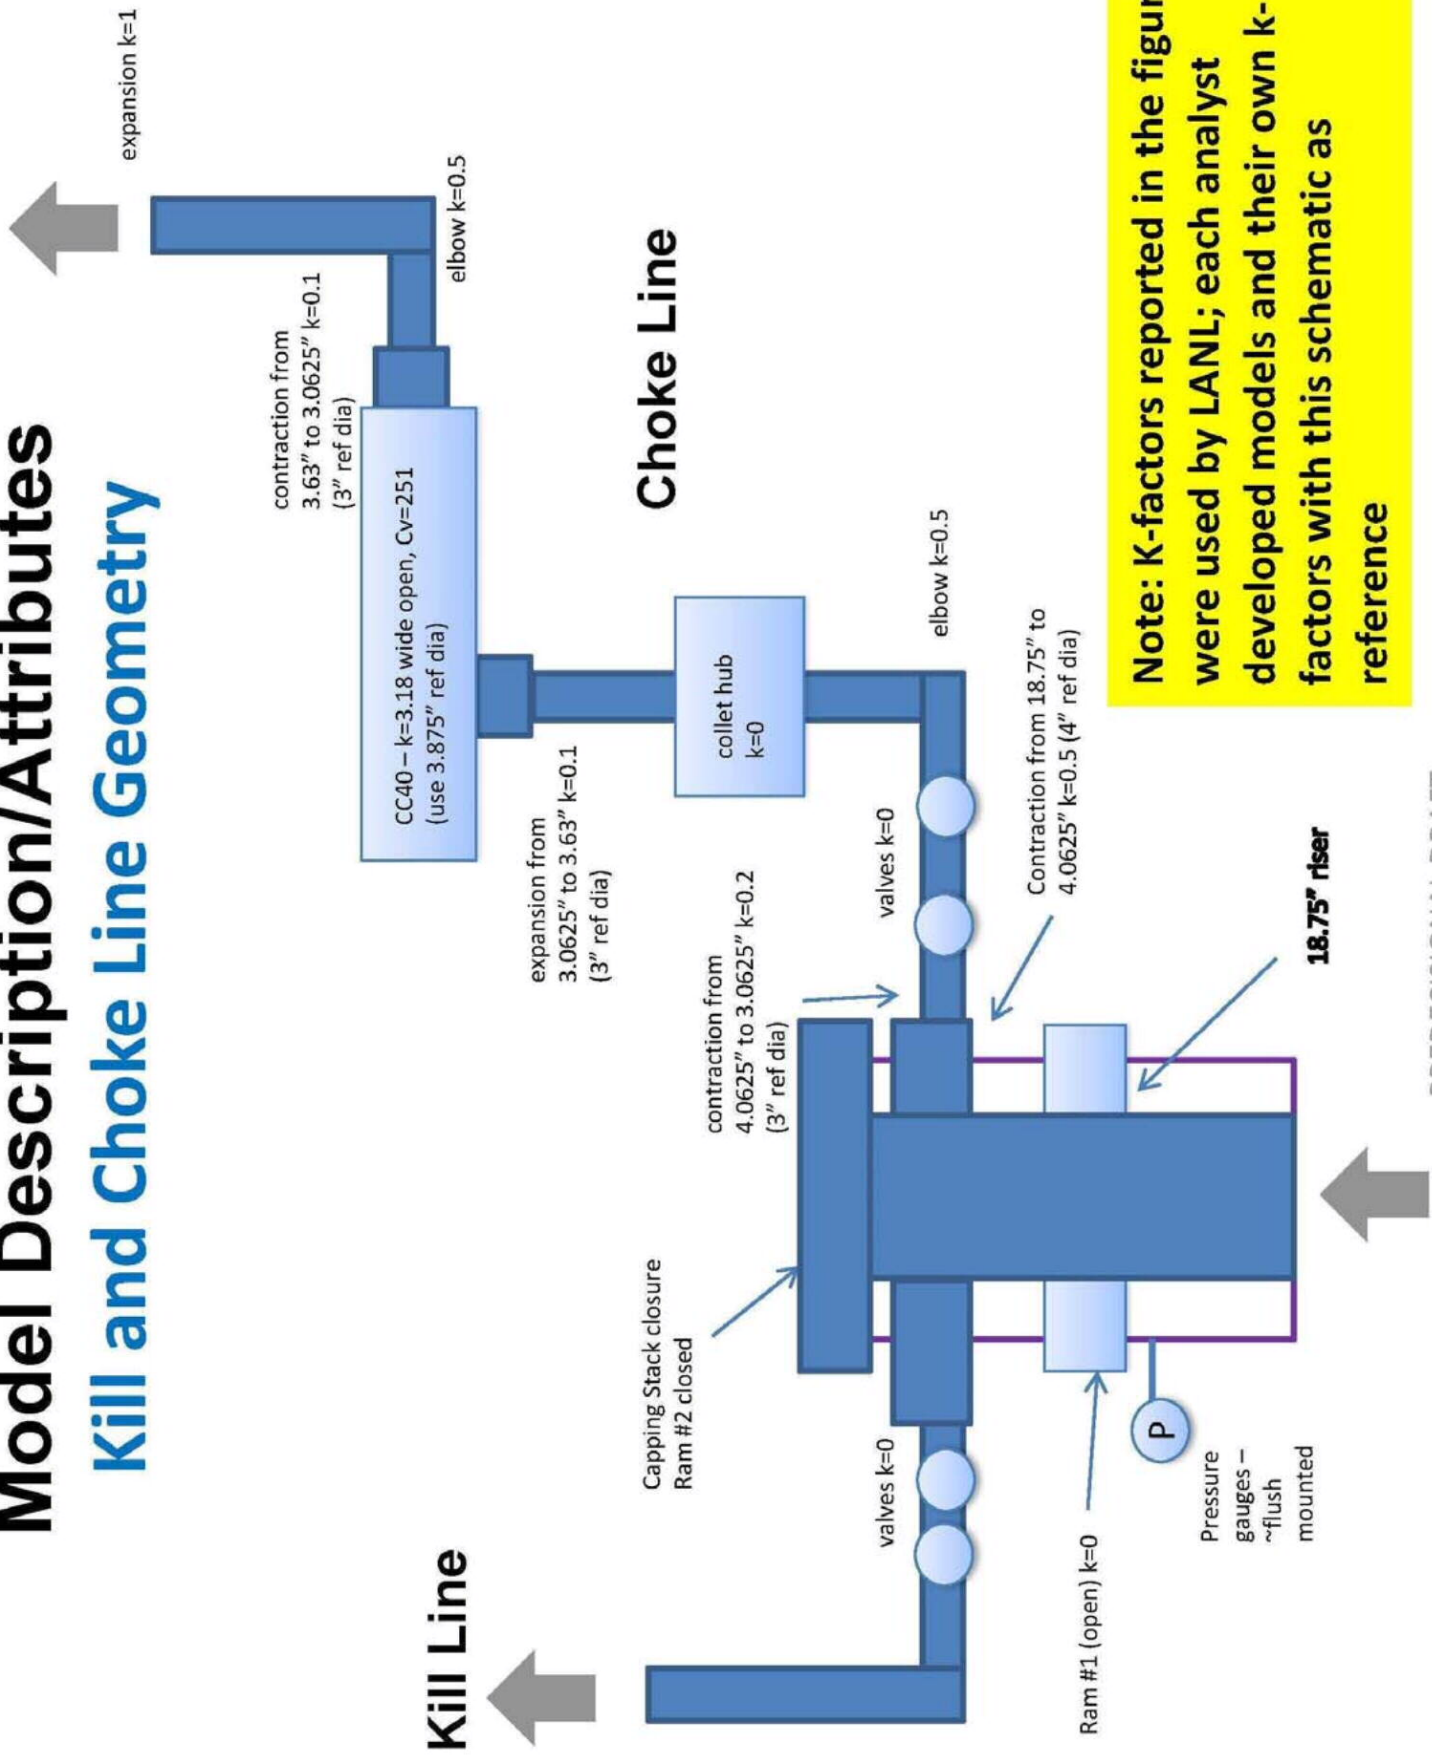 Model Description/Attributes
Kill and Choke Line Geometry
expansion k=1
contraction from
3.63” to 3.0625” k=0.1
(3” ref dia)
elbow k=0.5
CC40 – k=3.18 wide open, Cv=251
(use 3.875” ref dia)
Kill Line
Choke Line
expansion from
3.0625” to 3.63” k=0.1
(3” ref dia)
collet hub
k=0
Capping Stack closure
Ram #2 closed
contraction from
4.0625” to 3.0625” k=0.2
(3” ref dia)
valves k=0
valves k=0
elbow k=0.5
Contraction from 18.75” to
4.0625” k=0.5 (4” ref dia)
Ram #1 (open) k=0
P
Pressure
gauges –
~flush
mounted
18.75” riser
Note: K-factors reported in the figur
were used by LANL; each analyst
developed models and their own k-
factors with this schematic as
reference